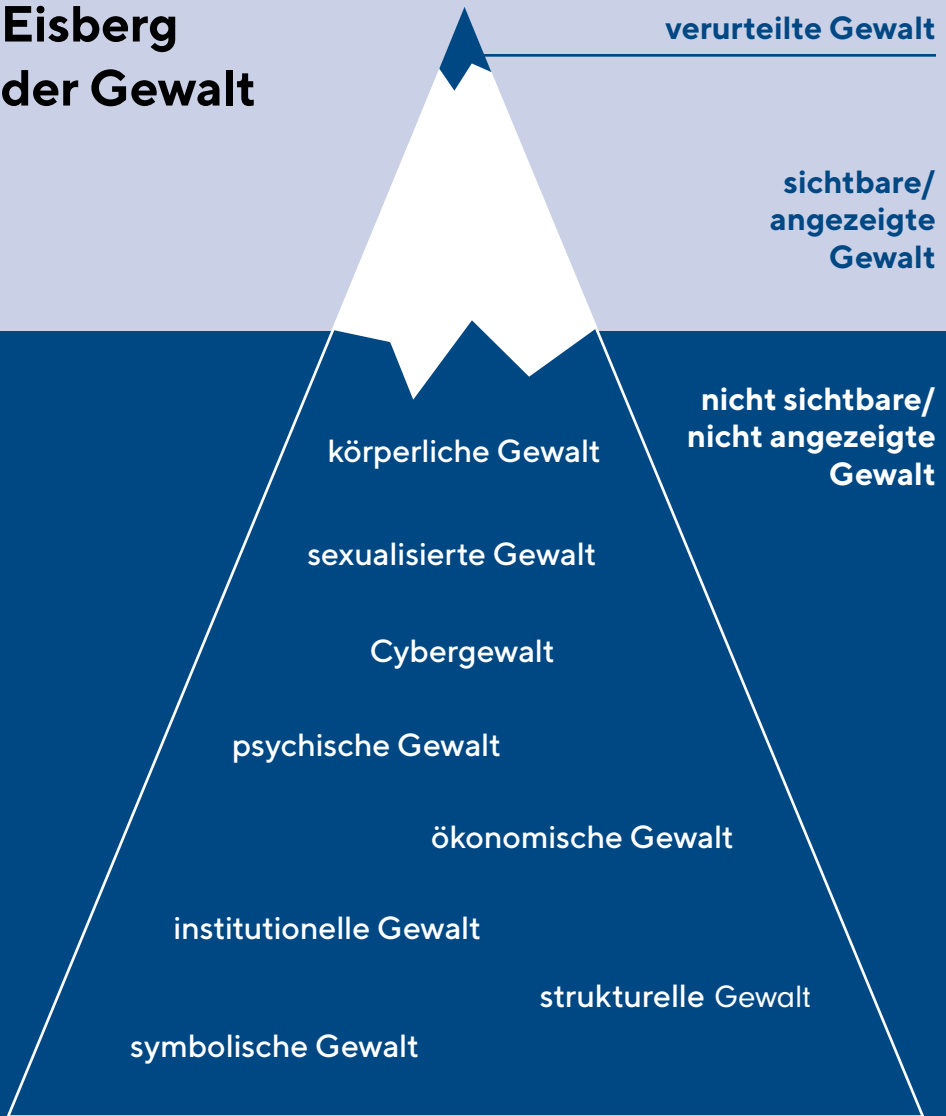 Eisberg
der Gewalt
verurteilte Gewalt
sichtbare/
angezeigte
Gewalt
nicht sichtbare/
nicht angezeigte
Gewalt
körperliche Gewalt
sexualisierte Gewalt
Cybergewalt
psychische Gewalt
ökonomische Gewalt
institutionelle Gewalt
strukturelle Gewalt
symbolische Gewalt